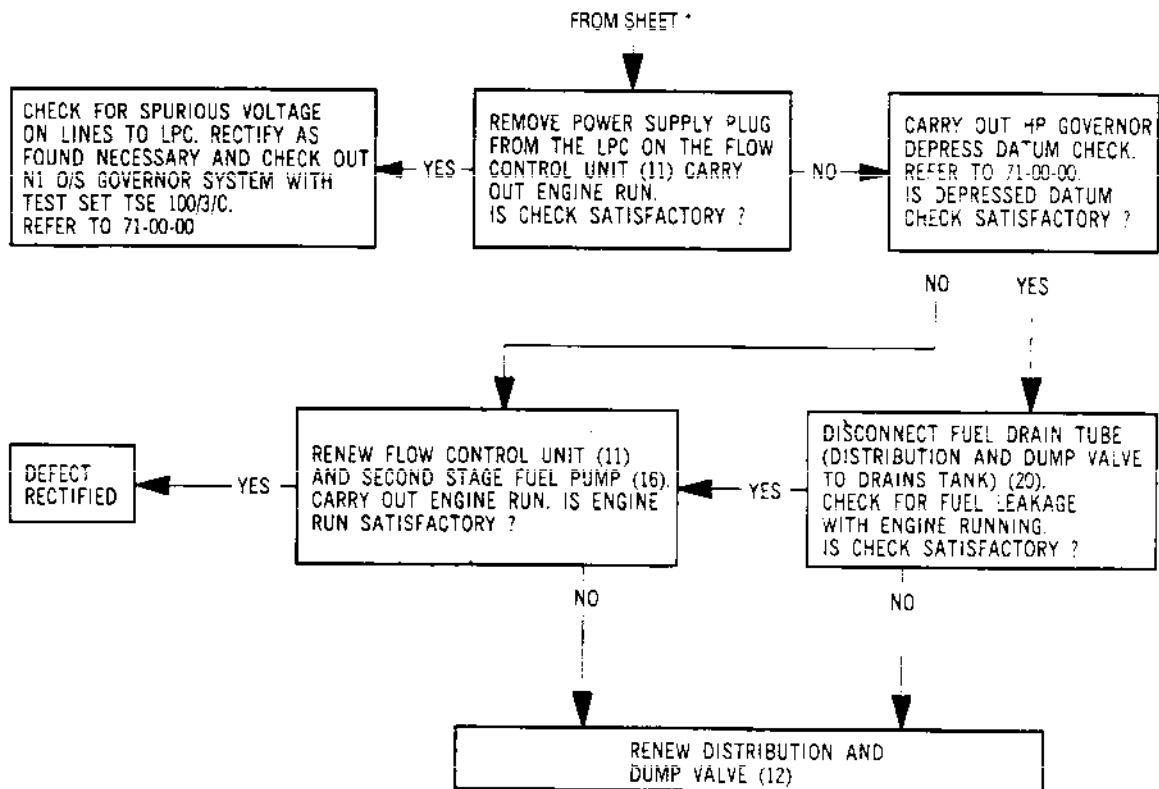 FROM SHEET
CHECK FOR SPURIOUS VOLTAGE
ON LINES TO LPC. RECTIFY AS
FOUND NECESSARY AND CHECK OUT
N1 O/S GOVERNOR SYSTEM WITH
TEST SET TSE 100/3/C.
REFER TO 71-00-00
YES
REMOVE POWER SUPPLY PLUG
FROM THE LPC ON THE FLOW
CONTROL UNIT (11) CARRY
OUT ENGINE RUN.
IS CHECK SATISFACTORY ?
NO
CARRY OUT HP GOVERNOR
DEPRESS DATUM CHECK.
REFER TO 71-00-00.
IS DEPRESSED DATUM
CHECK SATISFACTORY ?
NO
YES
DEFECT
RECTIFIED
YES
RENEW FLOW CONTROL UNIT (11)
AND SECOND STAGE FUEL PUMP (16).
CARRY OUT ENGINE RUN. IS ENGINE
RUN SATISFACTORY ?
YES
DISCONNECT FUEL DRAIN TUBE
(DISTRIBUTION AND DUMP VALVE
TO DRAINS TANK) (20).
CHECK FOR FUEL LEAKAGE
WITH ENGINE RUNNING.
IS CHECK SATISFACTORY ?
NO
NO
RENEW DISTRIBUTION AND
DUMP VALVE (12)